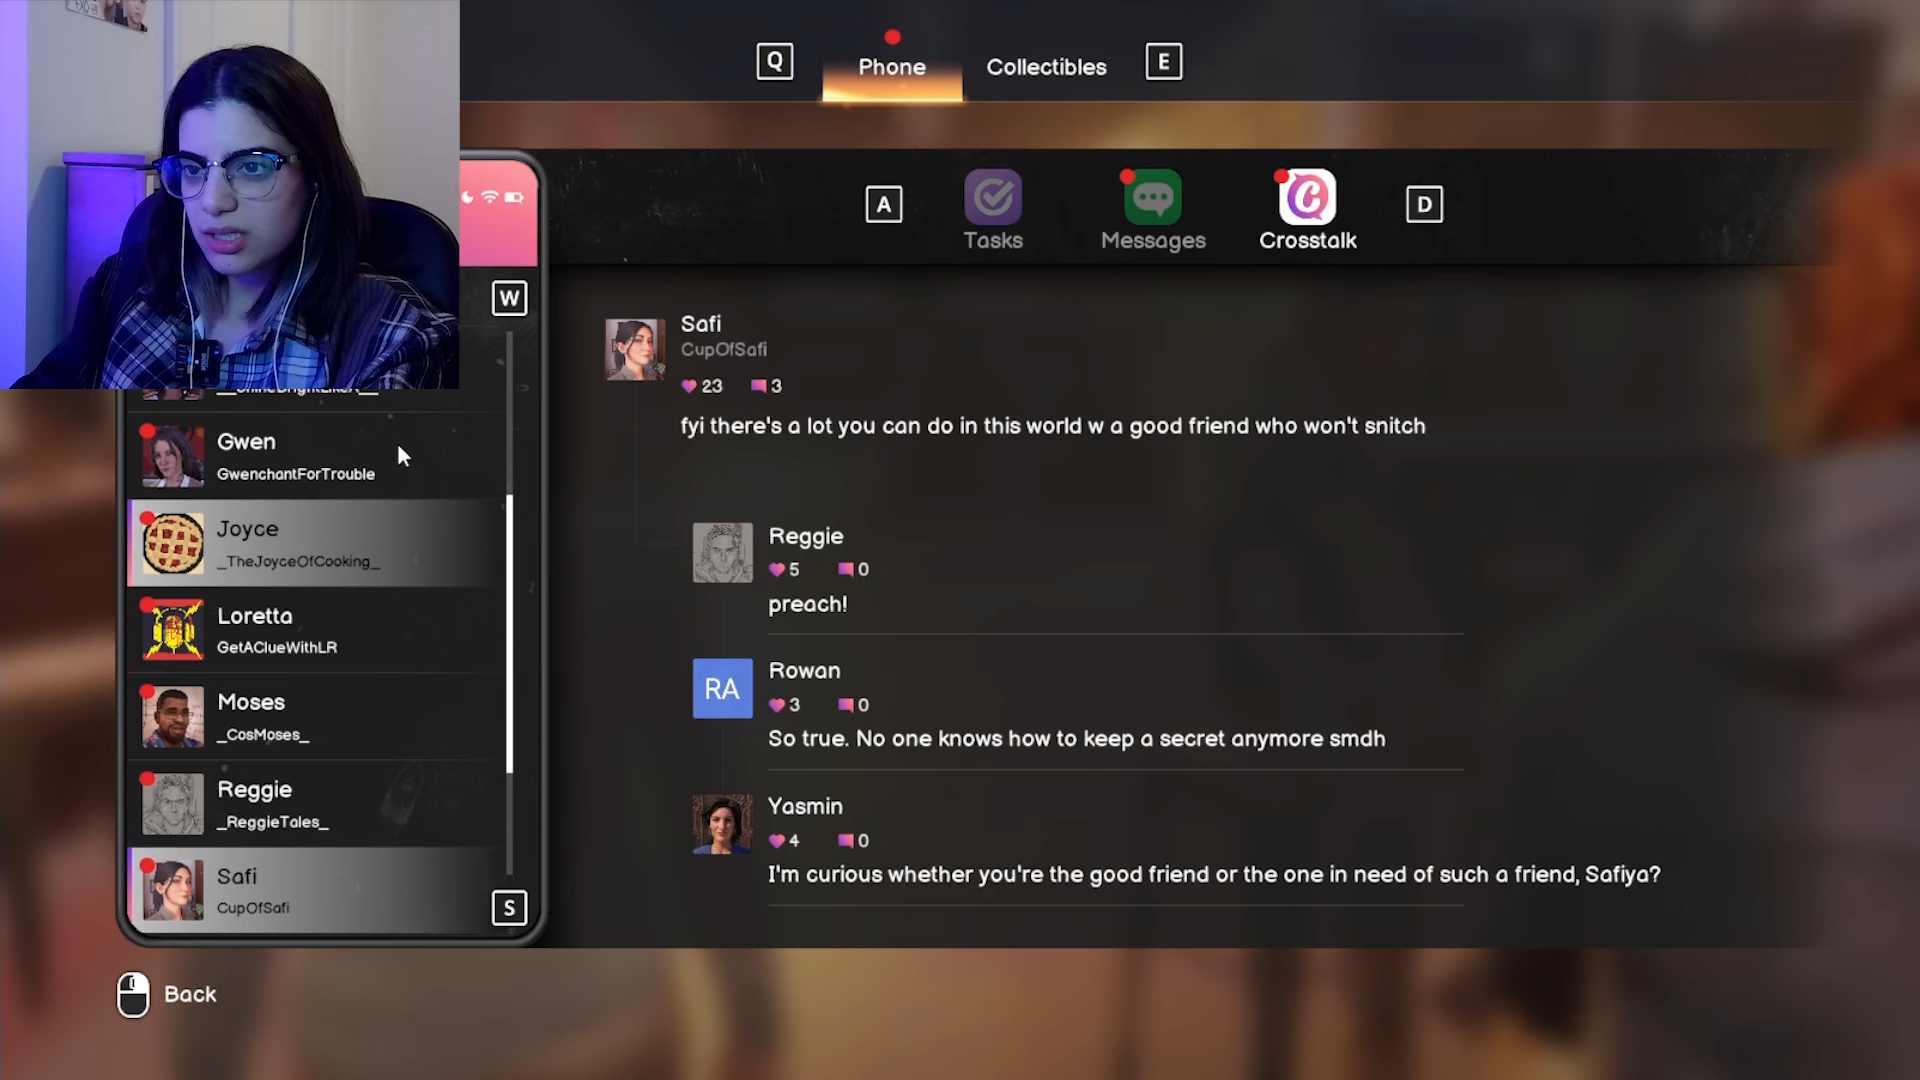 Q
Phone
Collectibles
E
A
Tasks
Messages
Crosstalk
D
W
Gwen
GwenchantForTrouble
Joyce
_TheJoyceOfCooking_
Loretta
GetAClueWithLR
Moses
_CosMoses_
Reggie
_ReggieTales_
Safi
CupOfSafi
S
Safi
CupOfSafi
23 3
fyi there's a lot you can do in this world w a good friend who won't snitch
Reggie
5 0
preach!
RA
Rowan
3 0
So true. No one knows how to keep a secret anymore smdh
Yasmin
4 0
I'm curious whether you're the good friend or the one in need of such a friend, Safiya?
Back